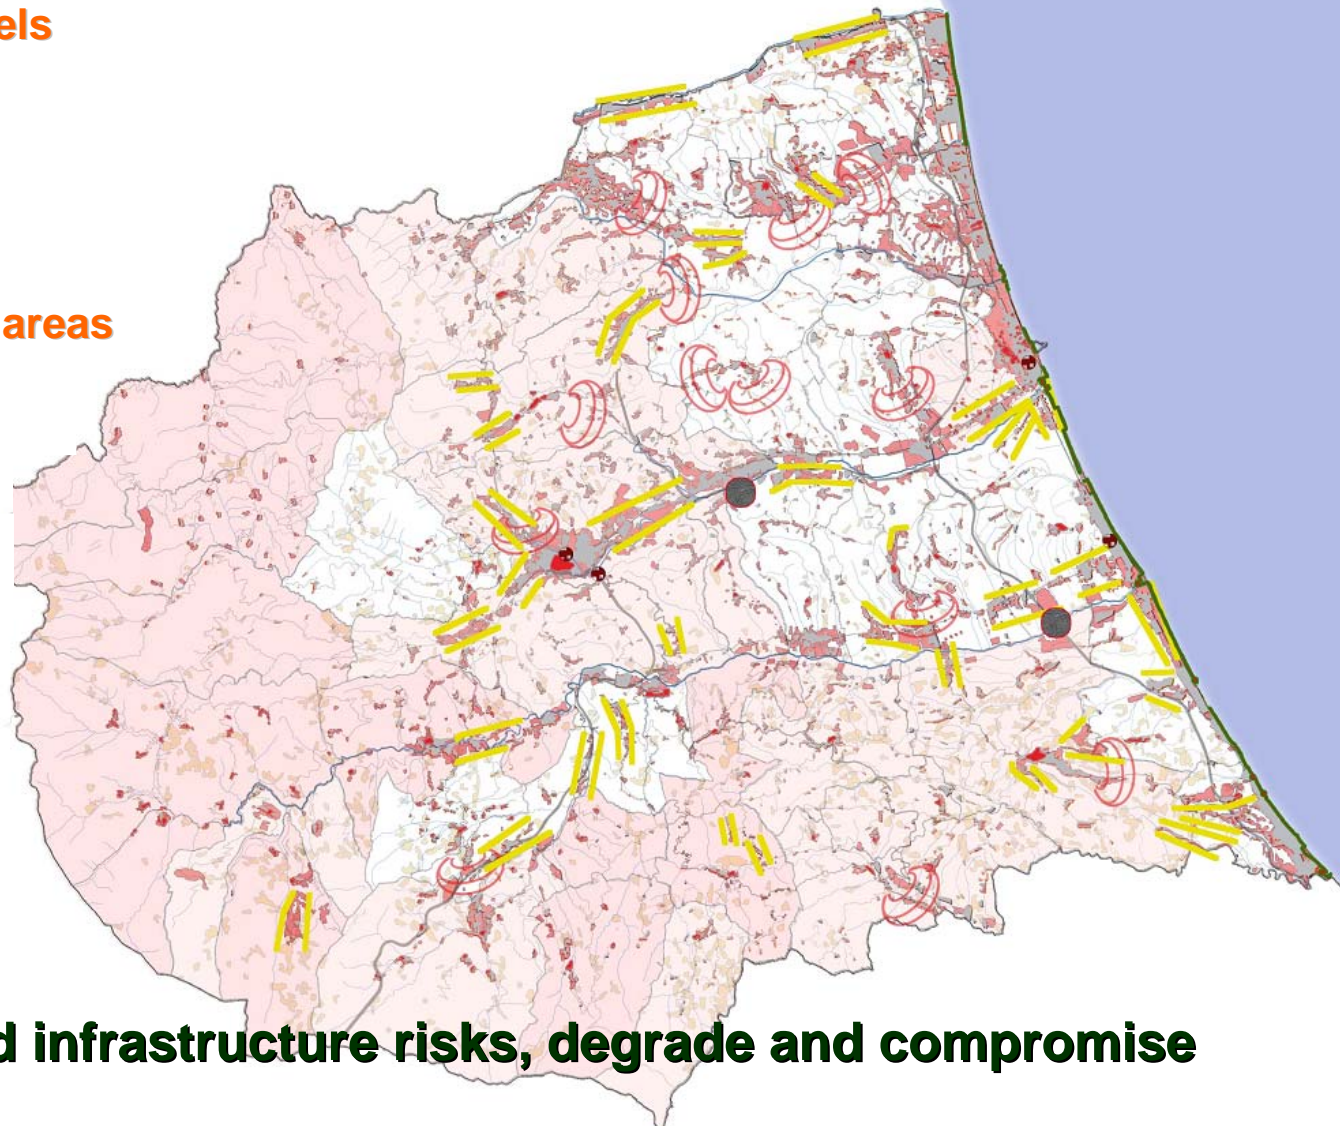 els
areas
d infrastructure risks, degrade and compromise